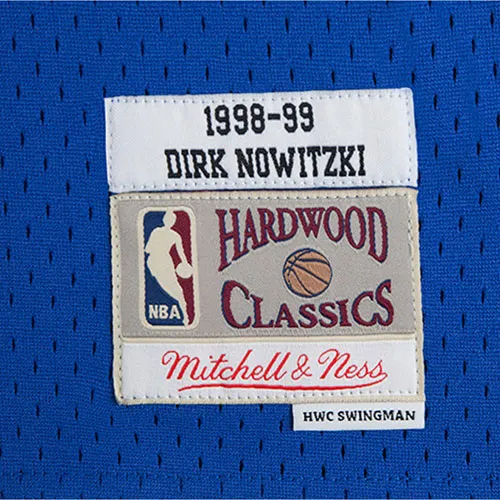 1998-99
DIRK NOWITZKI
HARDWOOD
CLASSICS
NBA
Mitchell & Ness
HWC SWINGMAN